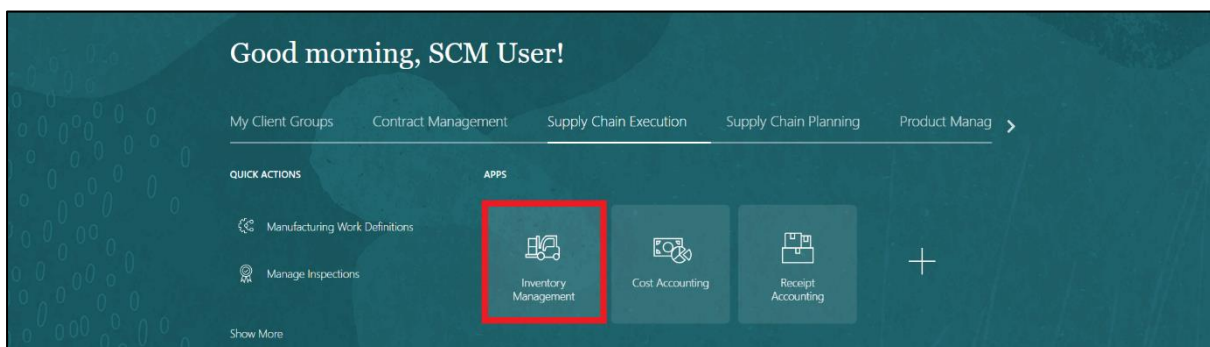 Good morning, SCM User!
My Client Groups Contract Management Supply Chain Execution Supply Chain Planning Product Manag
QUICK ACTIONS
Manufacturing Work Definitions
Manage Inspections
Show More
APPS
Inventory
Management
Cost Accounting
Receipt
Accounting